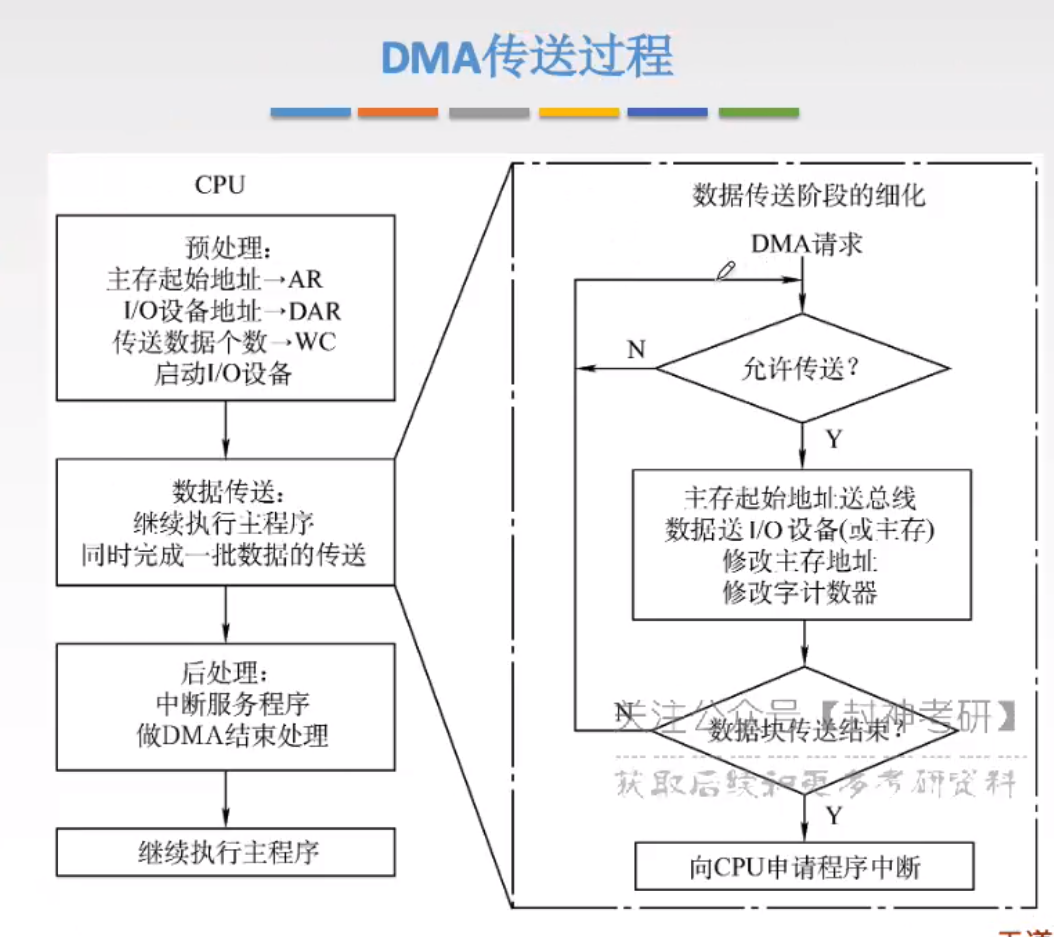 DMA传送过程
CPU
预处理：
主存起始地址→AR
I/O设备地址→DAR
传送数据个数→WC
启动I/O设备
数据传送：
继续执行主程序
同时完成一批数据的传送
后处理：
中断服务程序
做DMA结束处理
继续执行主程序
数据传送阶段的细化
DMA请求
允许传送?
N
Y
主存起始地址送总线
数据送 I/O 设备(或主存)
修改主存地址
修改字计数器
数据块传送结束?
N
Y
向CPU申请程序中断
关注公众号【封神考研】
获取后续和更多考研资料